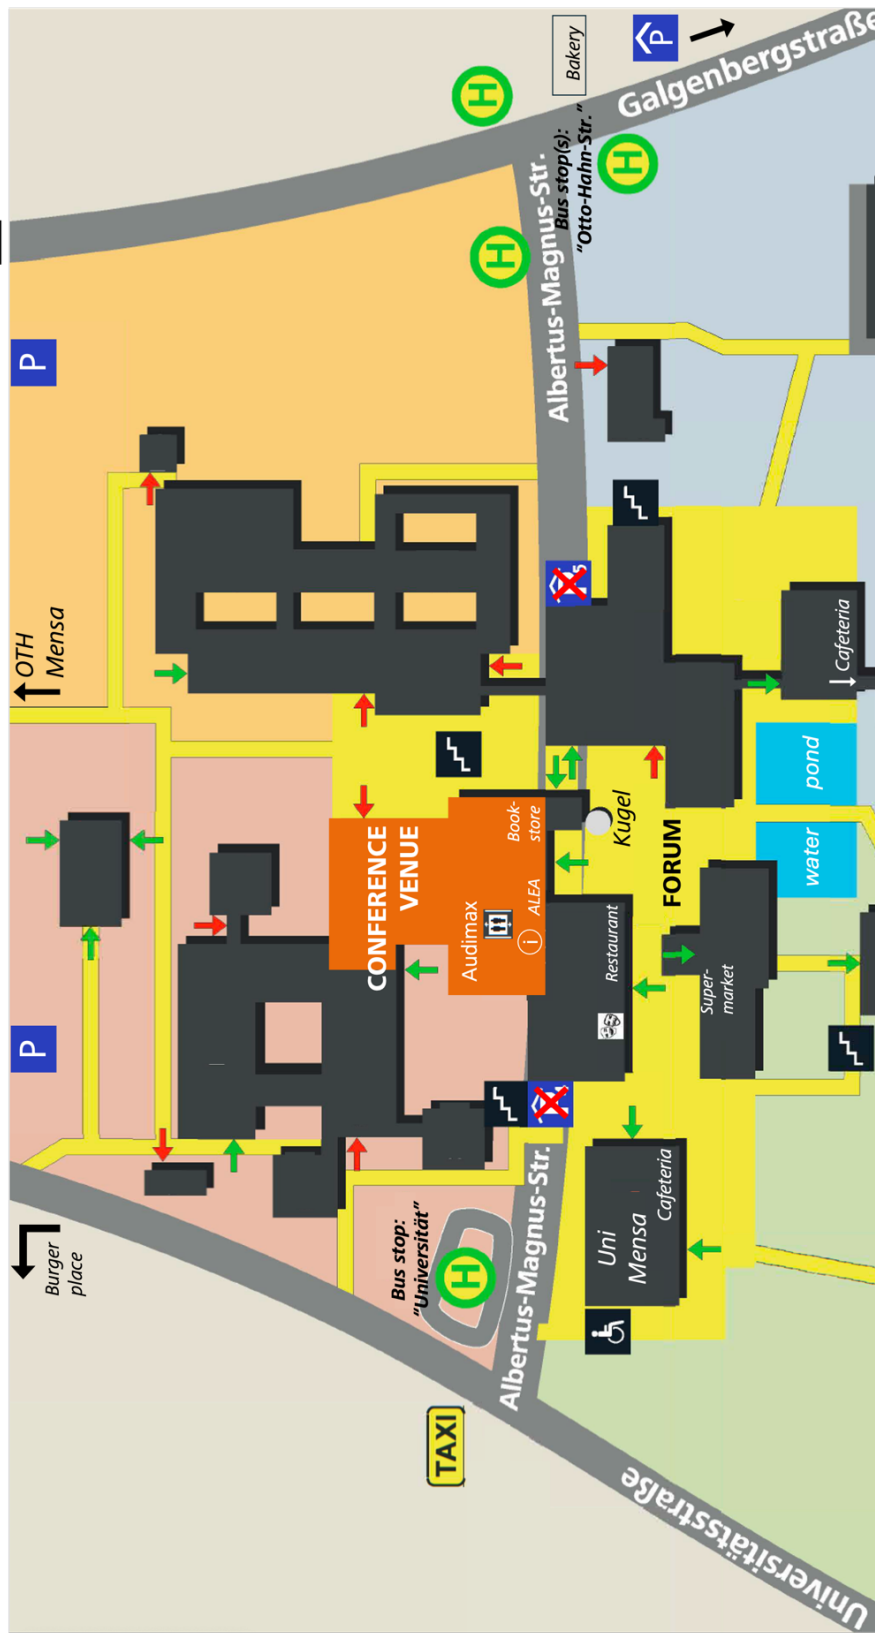 Burger
place
P
OTH
Mensa
P
CONFERENCE
VENUE
Bus stop:
"Universität"
H
TAXI
Audimax
i
ALEA
Book-
store
H
H
Albertus-Magnus-Str.
Albertus-Magnus-Str.
Bus stop(s):
"Otto-Hahn-Str."
H
Bakery
P
Galgenbergstraße
Uni
Mensa
Cafeteria
Restaurant
Kugel
FORUM
Super-
market
water
pond
Cafeteria
Universitätsstraße